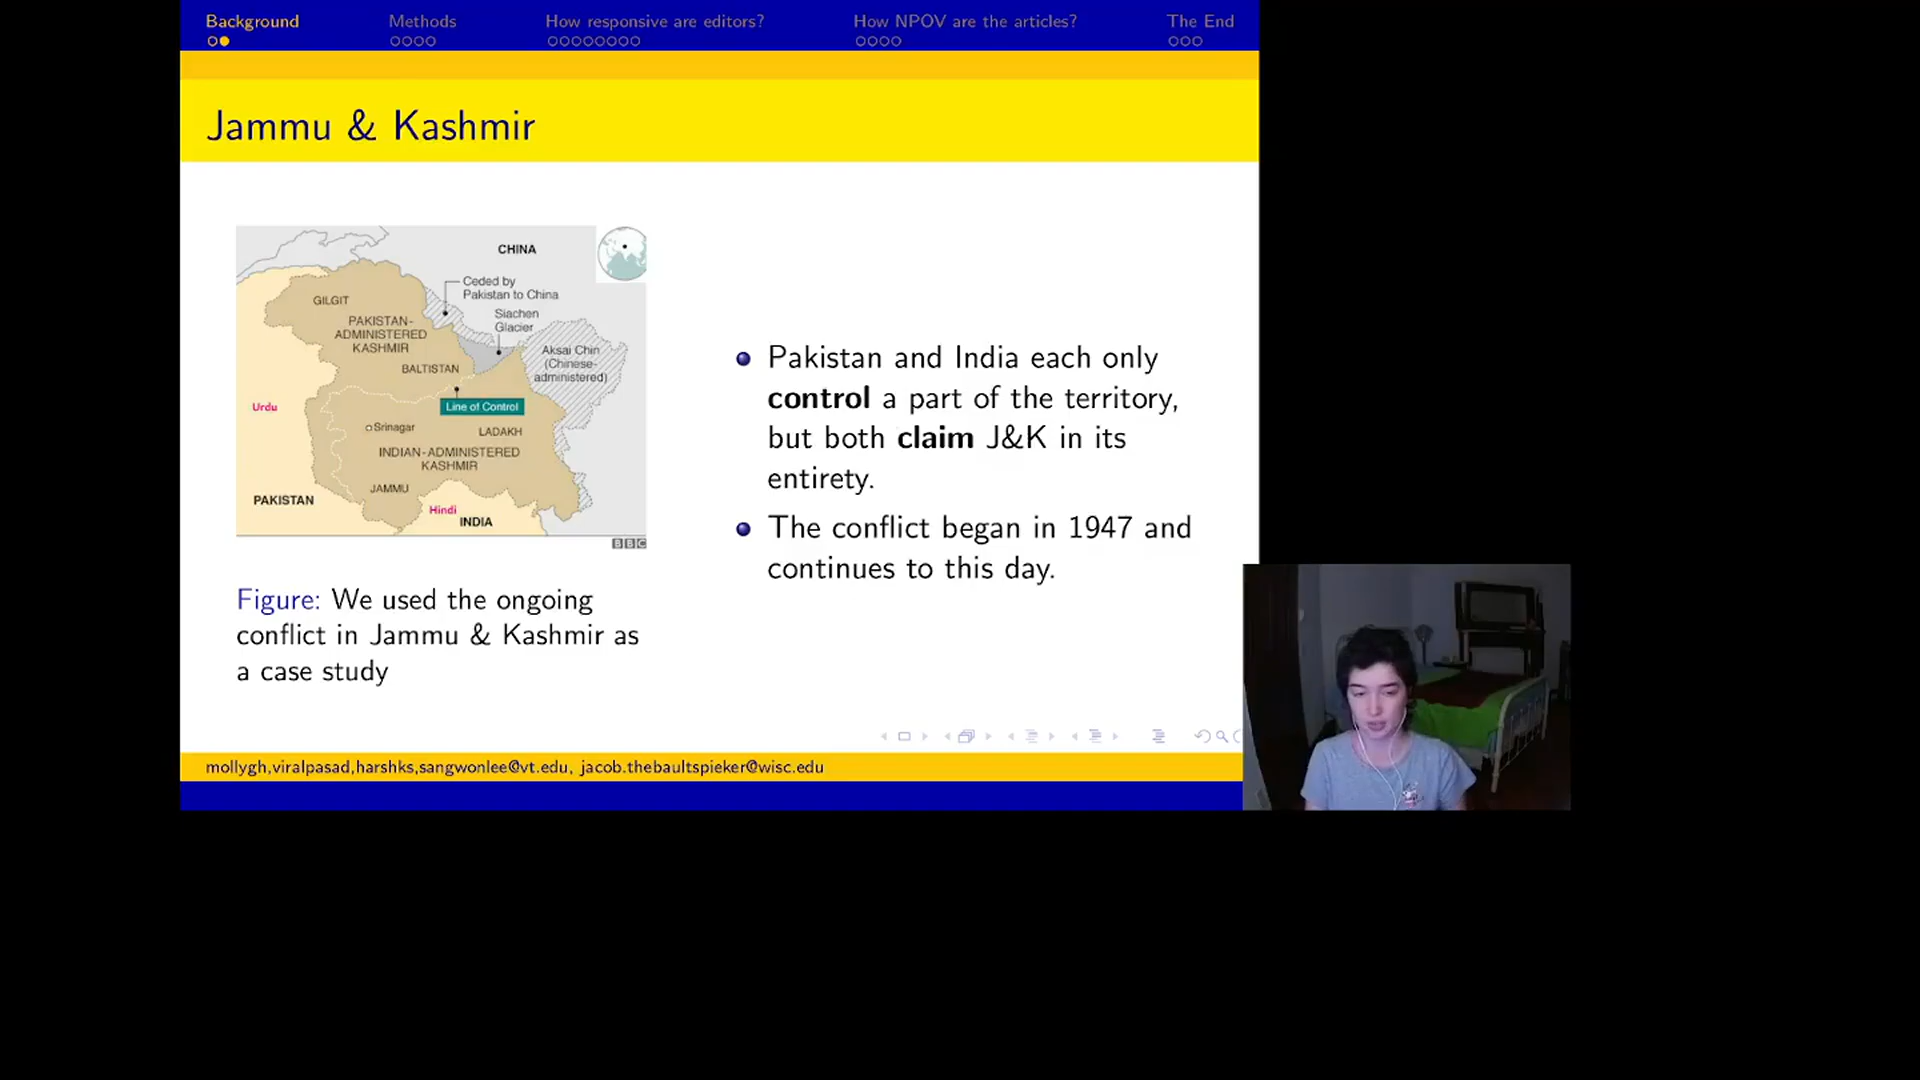 Background
Methods
How responsive are editors?
How NPOV are the articles?
The End
Jammu & Kashmir
CHINA
Ceded by
Pakistan to China
Siachen
Glacier
GILGIT
PAKISTAN-
ADMINISTERED
KASHMIR
Aksai Chin
(Chinese-
administered)
BALTISTAN
Urdu
Line of Control
Srinagar
LADAKH
INDIAN-ADMINISTERED
KASHMIR
JAMMU
PAKISTAN
Hindi
INDIA
BBC
Figure: We used the ongoing
conflict in Jammu & Kashmir as
a case study
Pakistan and India each only
control a part of the territory,
but both claim J&K in its
entirety.
The conflict began in 1947 and
continues to this day.
mollygh,viralpasad,harshks,sangwonlee@vt.edu, jacob.thebaultspieker@wisc.edu